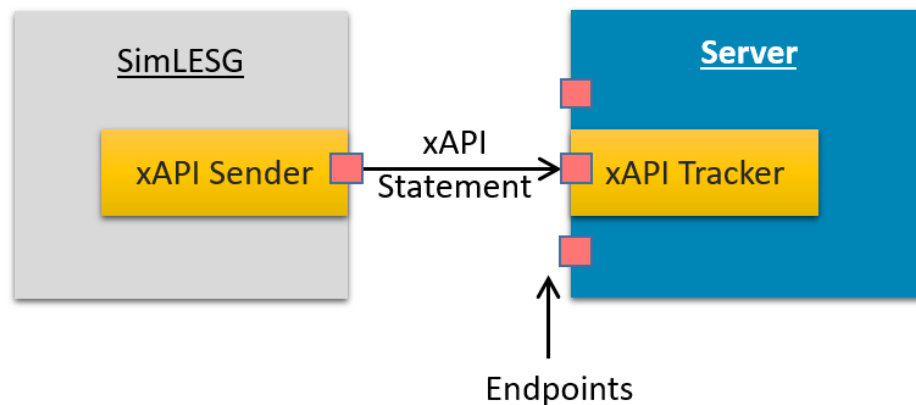 SimLESG
Server
xAPI Sender
xAPI
Statement
xAPI Tracker
Endpoints